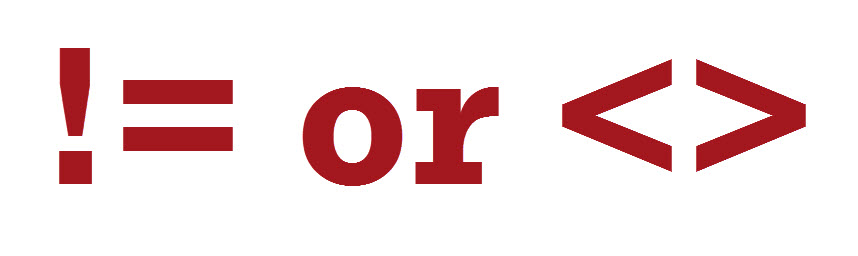 != or <>